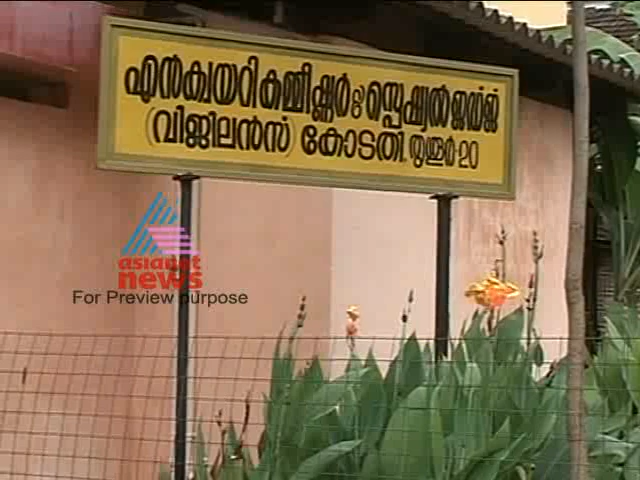 എൻക്വയറി കമ്മീഷ്ണർ & സ്പെഷ്യൽ ജഡ്ജ്
(വിജിലൻസ്) കോടതി, തൃശൂർ-20
asianet
news
For Preview purpose